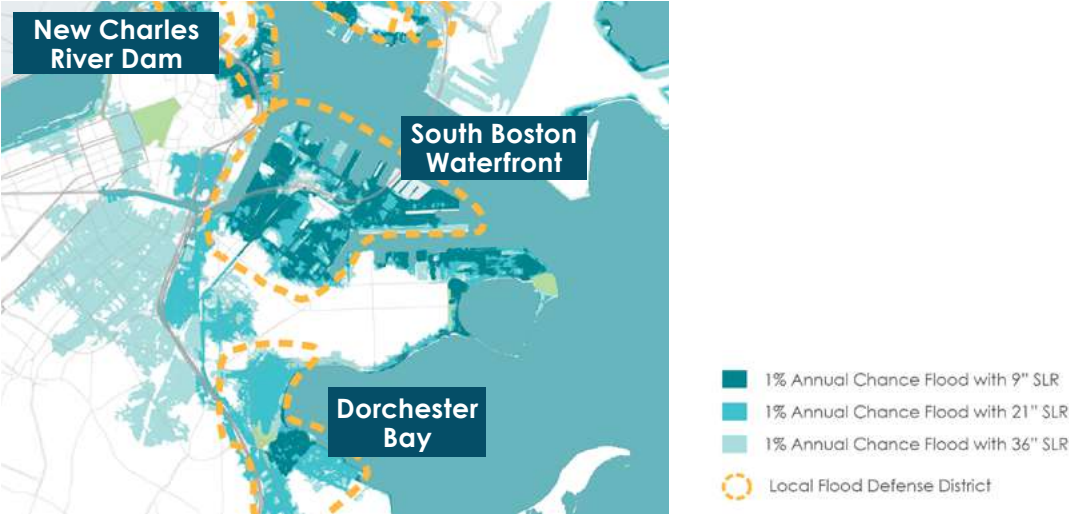 New Charles
River Dam
South Boston
Waterfront
Dorchester
Bay
1% Annual Chance Flood with 9" SLR
1% Annual Chance Flood with 21" SLR
1% Annual Chance Flood with 36" SLR
Local Flood Defense District